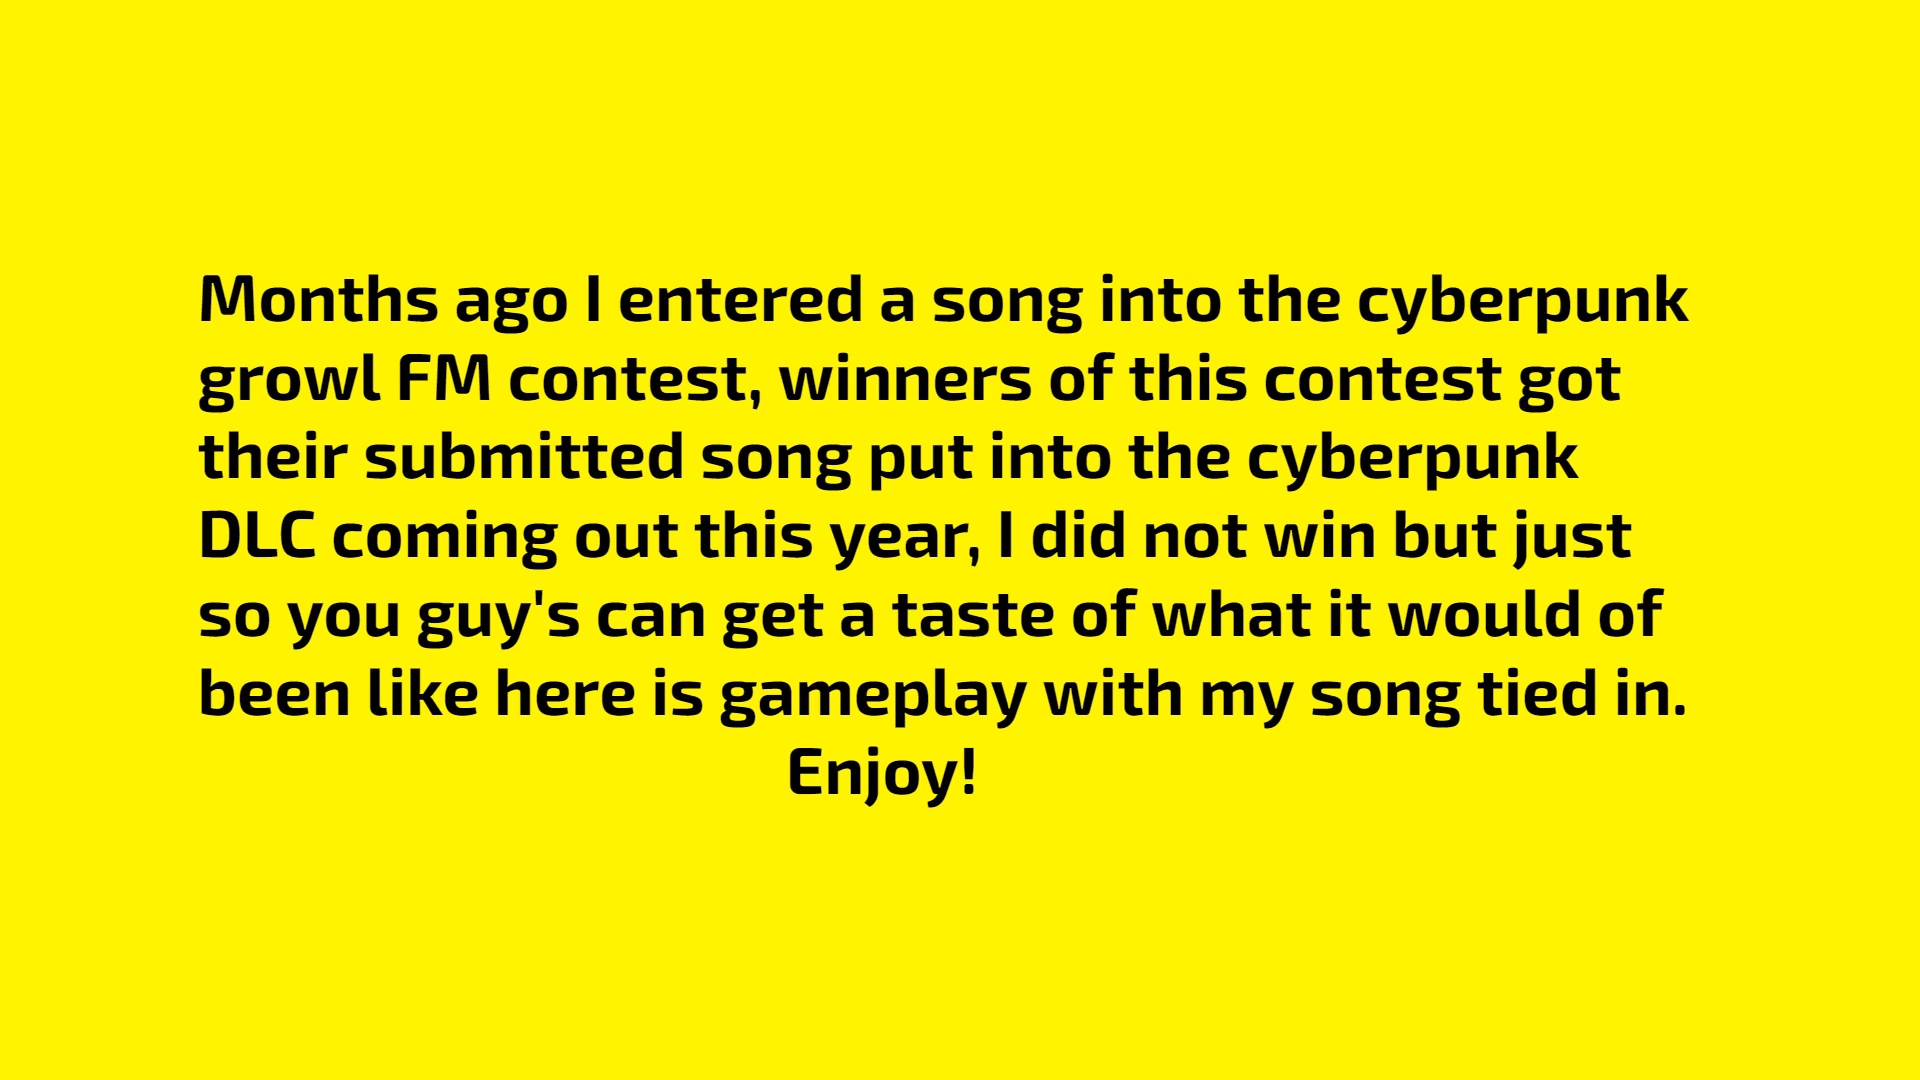 Months ago I entered a song into the cyberpunk
growl FM contest, winners of this contest got
their submitted song put into the cyberpunk
DLC coming out this year, I did not win but just
so you guy's can get a taste of what it would of
been like here is gameplay with my song tied in.
Enjoy!